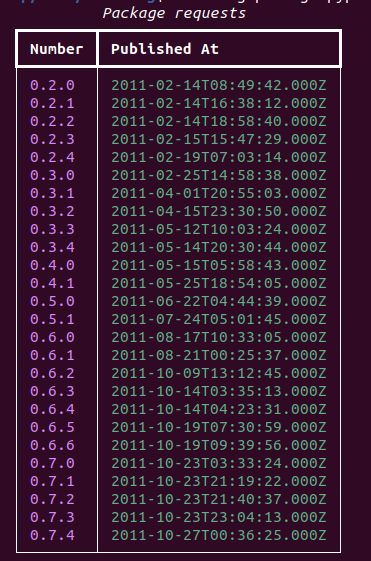 Package requests
Number Published At
0.2.0 2011-02-14T08:49:42.000Z
0.2.1 2011-02-14T16:38:12.000Z
0.2.2 2011-02-14T18:58:40.000Z
0.2.3 2011-02-15T15:47:29.000Z
0.2.4 2011-02-19T07:03:14.000Z
0.3.0 2011-02-25T14:58:38.000Z
0.3.1 2011-04-01T20:55:03.000Z
0.3.2 2011-04-15T23:30:50.000Z
0.3.3 2011-05-12T10:03:24.000Z
0.3.4 2011-05-14T20:30:44.000Z
0.4.0 2011-05-15T05:58:43.000Z
0.4.1 2011-05-25T18:54:05.000Z
0.5.0 2011-06-22T04:44:39.000Z
0.5.1 2011-07-24T05:01:45.000Z
0.6.0 2011-08-17T10:33:05.000Z
0.6.1 2011-08-21T00:25:37.000Z
0.6.2 2011-10-09T13:12:45.000Z
0.6.3 2011-10-14T03:35:13.000Z
0.6.4 2011-10-14T04:23:31.000Z
0.6.5 2011-10-19T07:30:59.000Z
0.6.6 2011-10-19T09:39:56.000Z
0.7.0 2011-10-23T03:33:24.000Z
0.7.1 2011-10-23T21:19:22.000Z
0.7.2 2011-10-23T21:40:37.000Z
0.7.3 2011-10-23T23:04:13.000Z
0.7.4 2011-10-27T00:36:25.000Z